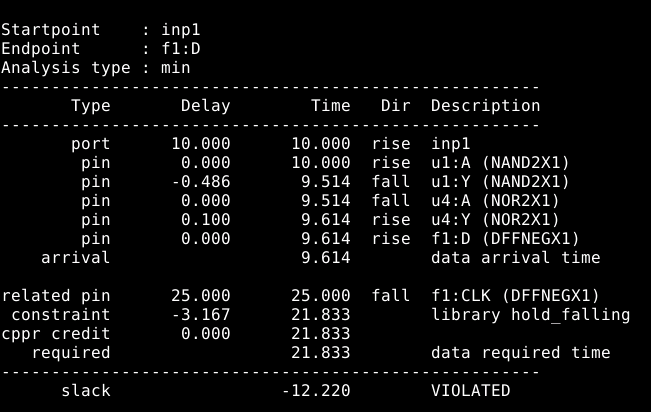 Startpoint    : inp1
Endpoint      : f1:D
Analysis type : min
------------------------------------------------------
       Type       Delay        Time   Dir  Description
------------------------------------------------------
       port      10.000      10.000  rise  inp1
        pin       0.000      10.000  rise  u1:A (NAND2X1)
        pin      -0.486       9.514  fall  u1:Y (NAND2X1)
        pin       0.000       9.514  fall  u4:A (NOR2X1)
        pin       0.100       9.614  rise  u4:Y (NOR2X1)
        pin       0.000       9.614  rise  f1:D (DFFNEGX1)
    arrival                   9.614        data arrival time

related pin      25.000      25.000  fall  f1:CLK (DFFNEGX1)
 constraint      -3.167      21.833        library hold_falling
cppr credit       0.000      21.833
   required                  21.833        data required time
------------------------------------------------------
      slack                 -12.220        VIOLATED